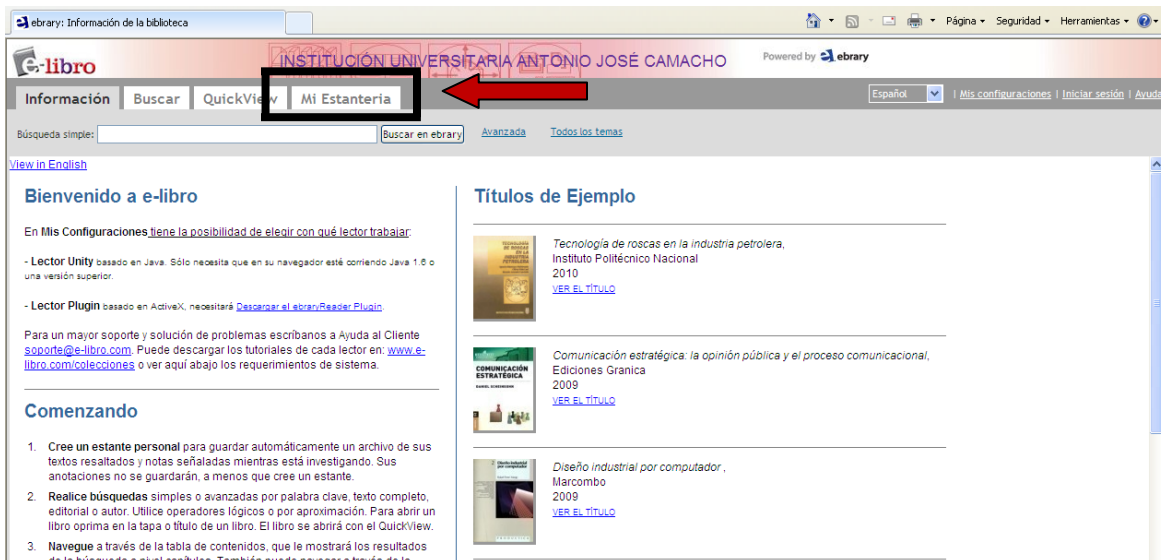 ebrary: Información de la biblioteca
Página Seguridad Herramientas
e-libro INSTITUCIÓN UNIVERSITARIA ANTONIO JOSÉ CAMACHO Powered by ebrary
Información Buscar QuickView Mi Estanteria Español | Mis configuraciones | Iniciar sesión | Ayuda
Búsqueda simple: Buscar en ebrary Avanzada Todos los temas
View in English
Bienvenido a e-libro
En Mis Configuraciones tiene la posibilidad de elegir con qué lector trabajar:
- Lector Unity basado en Java. Sólo necesita que en su navegador esté corriendo Java 1.6 o
una versión superior.
- Lector Plugin basado en ActiveX, necesitará Descargar el ebraryReader Plugin.
Para un mayor soporte y solución de problemas escríbanos a Ayuda al Cliente
soporte@e-libro.com. Puede descargar los tutoriales de cada lector en: www.e-
libro.com/colecciones o ver aquí abajo los requerimientos de sistema.
Comenzando
1. Cree un estante personal para guardar automáticamente un archivo de sus
textos resaltados y notas señaladas mientras está investigando. Sus
anotaciones no se guardarán, a menos que cree un estante.
2. Realice búsquedas simples o avanzadas por palabra clave, texto completo,
editorial o autor. Utilice operadores lógicos o por aproximación. Para abrir un
libro oprima en la tapa o título de un libro. El libro se abrirá con el QuickView.
3. Navegue a través de la tabla de contenidos, que le mostrará los resultados
Títulos de Ejemplo
Tecnología de roscas en la industria petrolera,
Instituto Politécnico Nacional
2010
VER EL TÍTULO
COMUNICACIÓN
ESTRATÉGICA
Comunicación estratégica: la opinión pública y el proceso comunicacional,
Ediciones Granica
2009
VER EL TÍTULO
Diseño industrial por computador ,
Marcombo
2009
VER EL TÍTULO